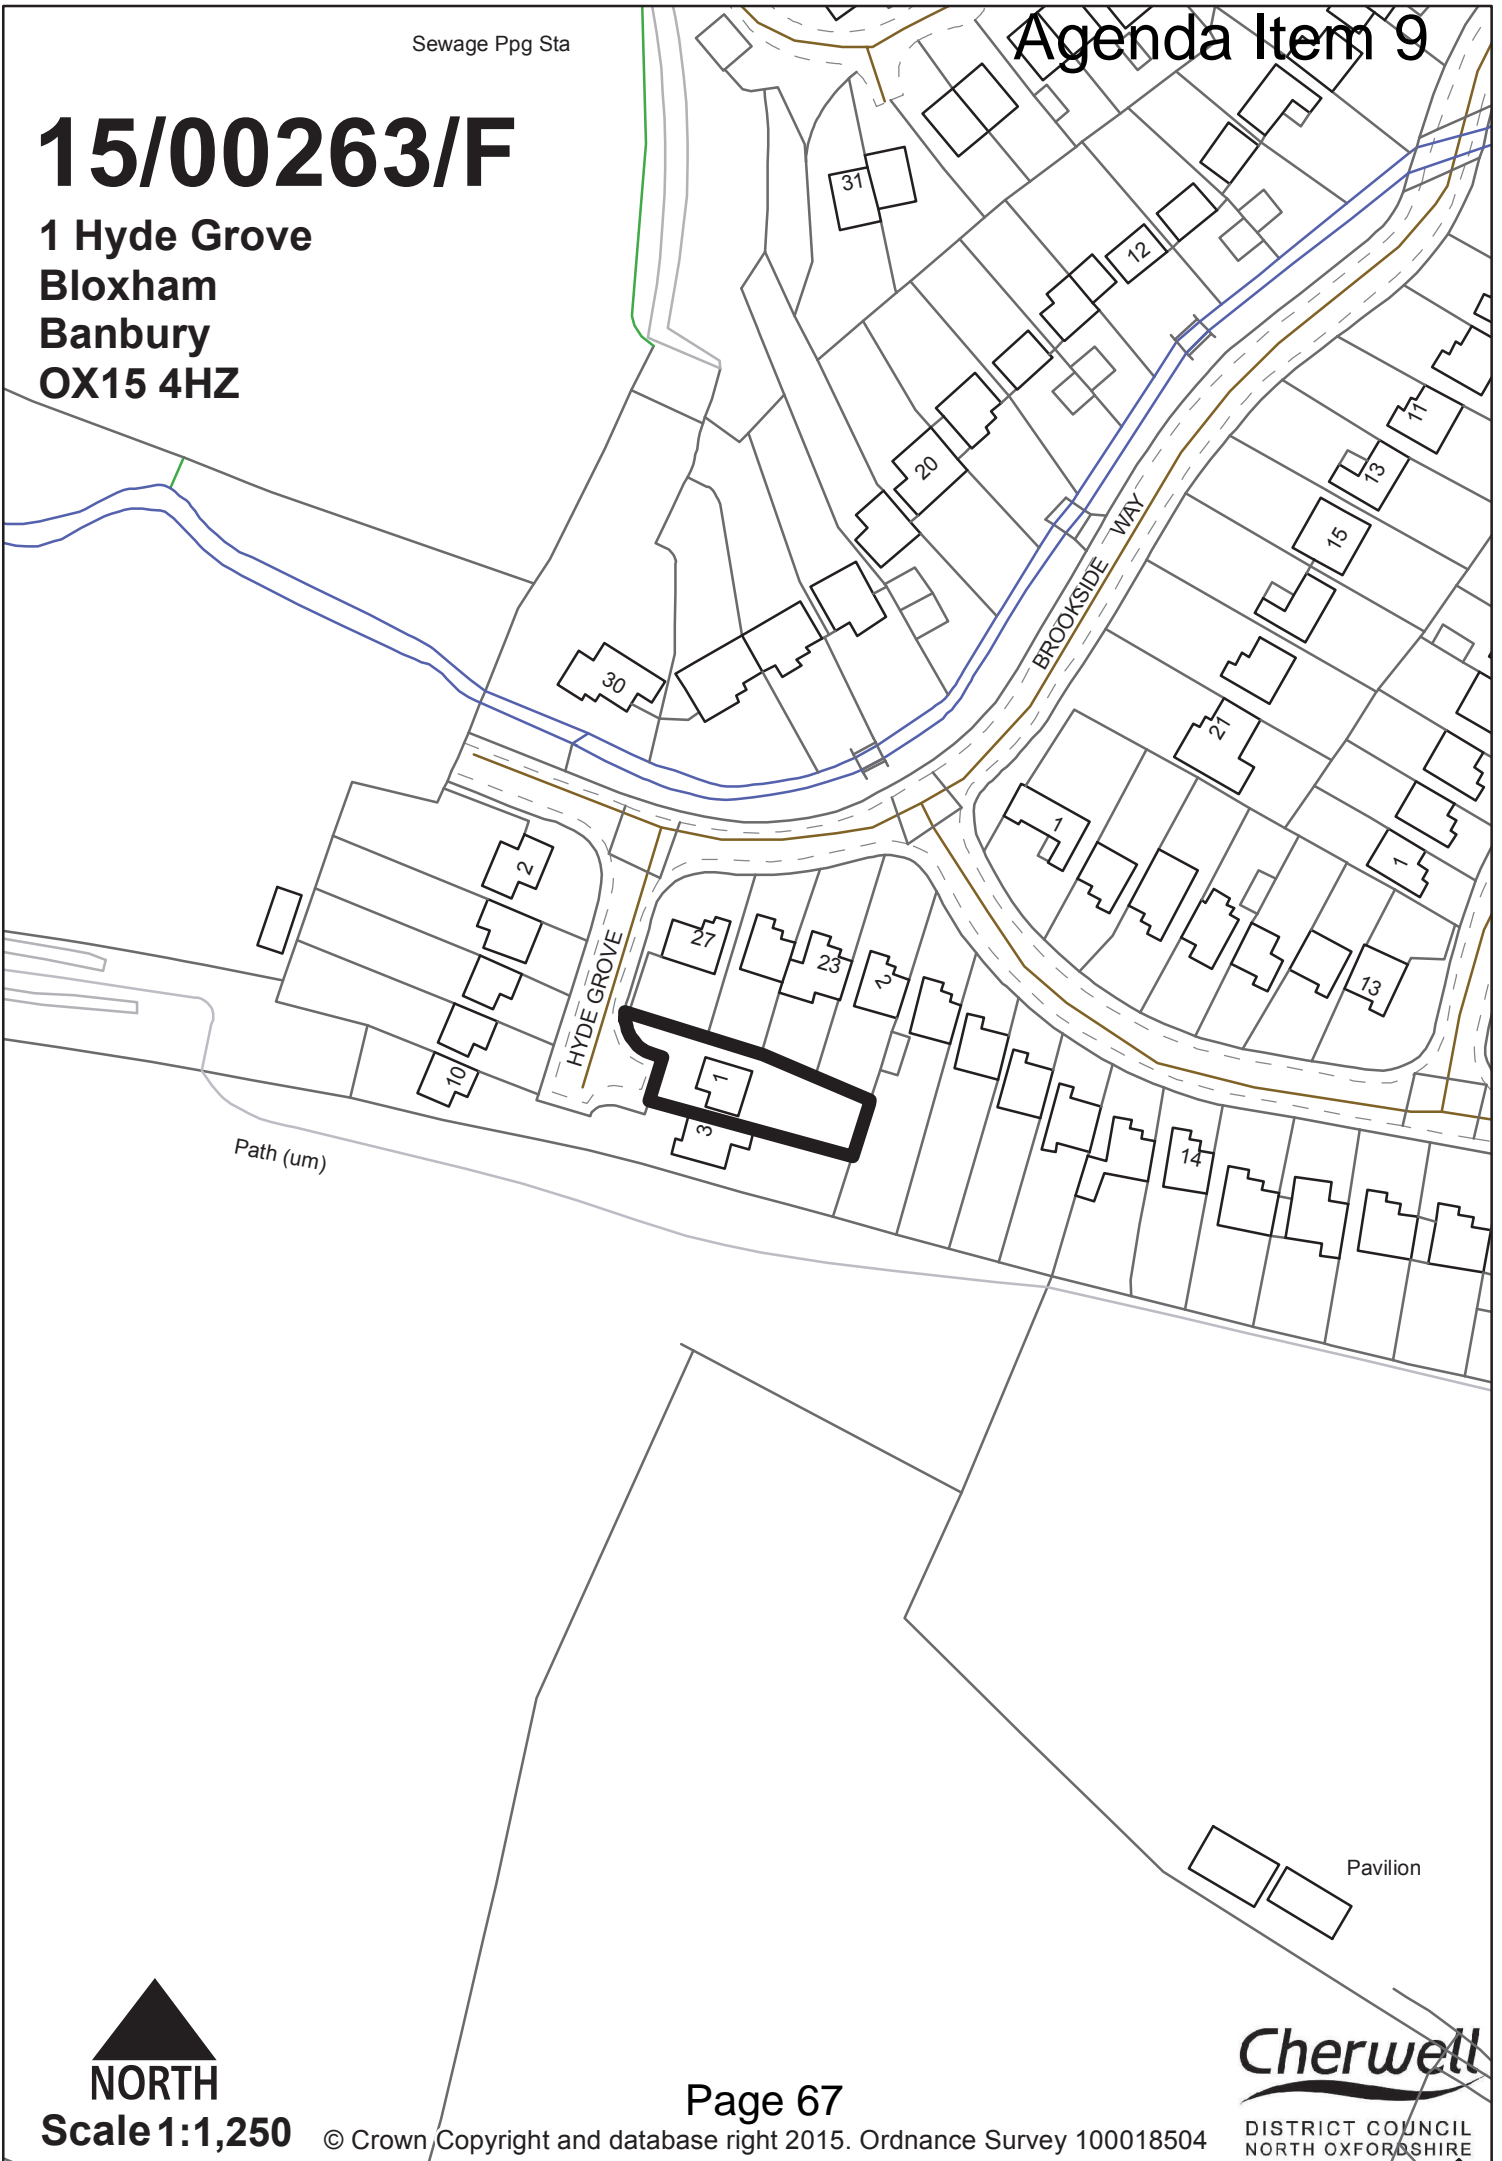 Agenda Item 9
Sewage Ppg Sta
15/00263/F
1 Hyde Grove
Bloxham
Banbury
OX15 4HZ
31
12
20
11
13
15
BROOKSIDE WAY
30
21
1
1
2
27
23
2
13
HYDE GROVE
1
10
3
14
Path (um)
Pavilion
NORTH
Scale 1:1,250
Page 67
© Crown Copyright and database right 2015. Ordnance Survey 100018504
Cherwell
DISTRICT COUNCIL
NORTH OXFORDSHIRE